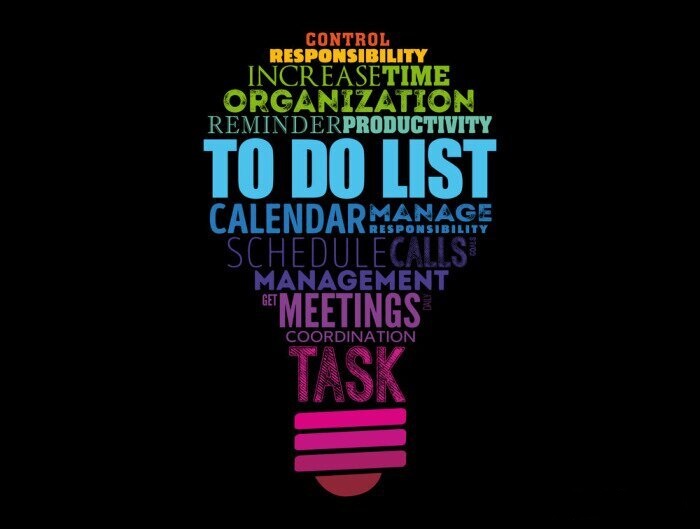 CONTROL
RESPONSIBILITY
INCREASE TIME
ORGANIZATION
REMINDER PRODUCTIVITY
TO DO LIST
CALENDAR MANAGE
RESPONSIBILITY
SCHEDULE CALLS GOALS
MANAGEMENT
GET MEETINGS DAILY
COORDINATION
TASK